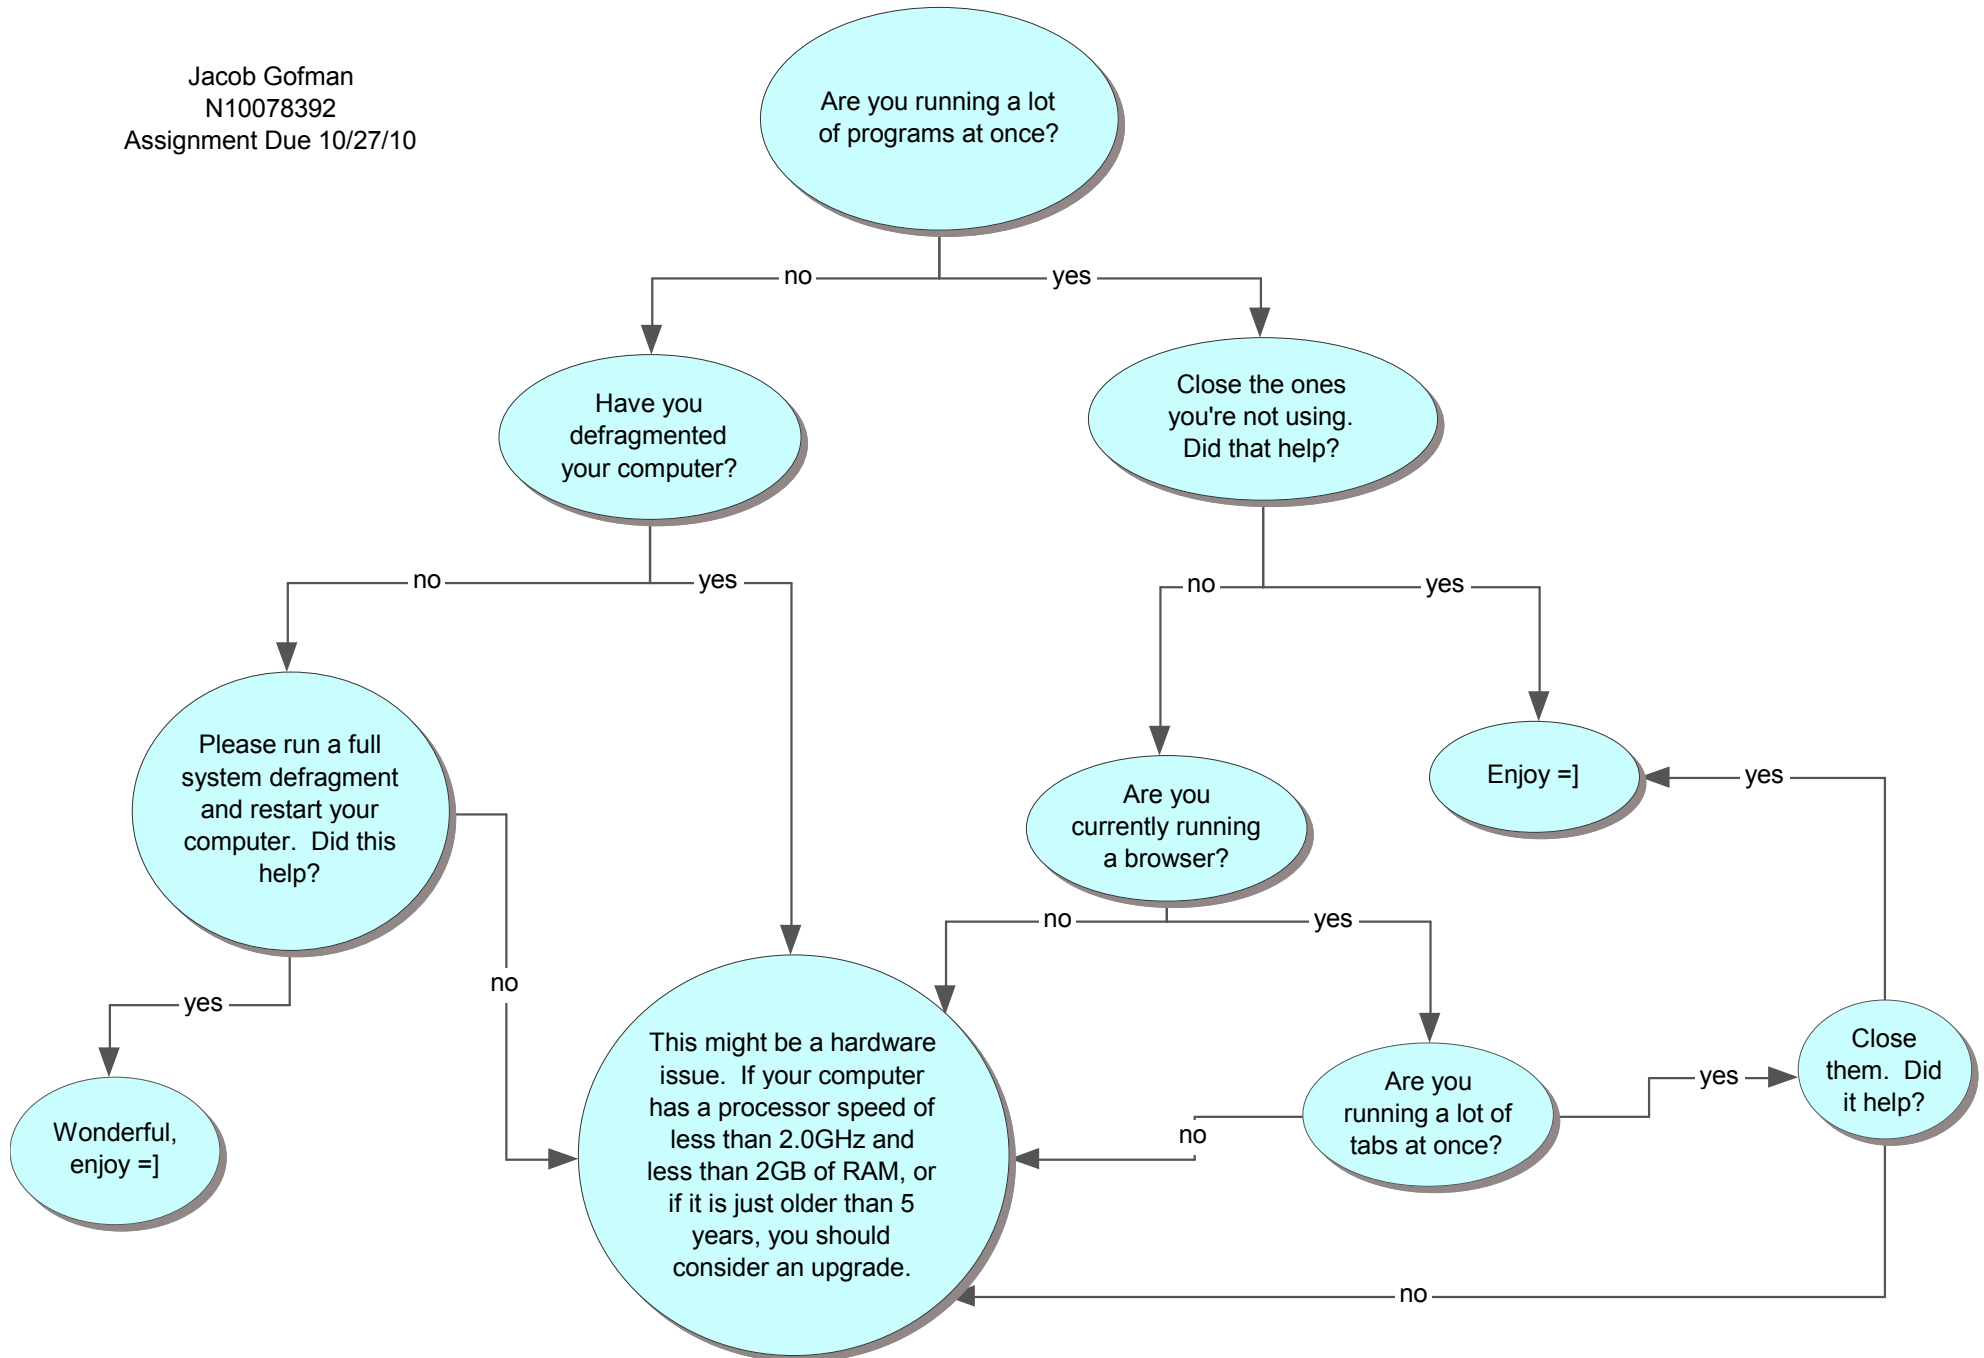 Jacob Gofman
N10078392
Assignment Due 10/27/10
Are you running a lot
of programs at once?
no
yes
Have you
defragmented
your computer?
Close the ones
you're not using.
Did that help?
no
yes
no
yes
Please run a full
system defragment
and restart your
computer.  Did this
help?
Are you
currently running
a browser?
Enjoy =]
yes
no
yes
yes
no
Wonderful,
enjoy =]
This might be a hardware
issue.  If your computer
has a processor speed of
less than 2.0GHz and
less than 2GB of RAM, or
if it is just older than 5
years, you should
consider an upgrade.
no
Are you
running a lot of
tabs at once?
yes
Close
them.  Did
it help?
no